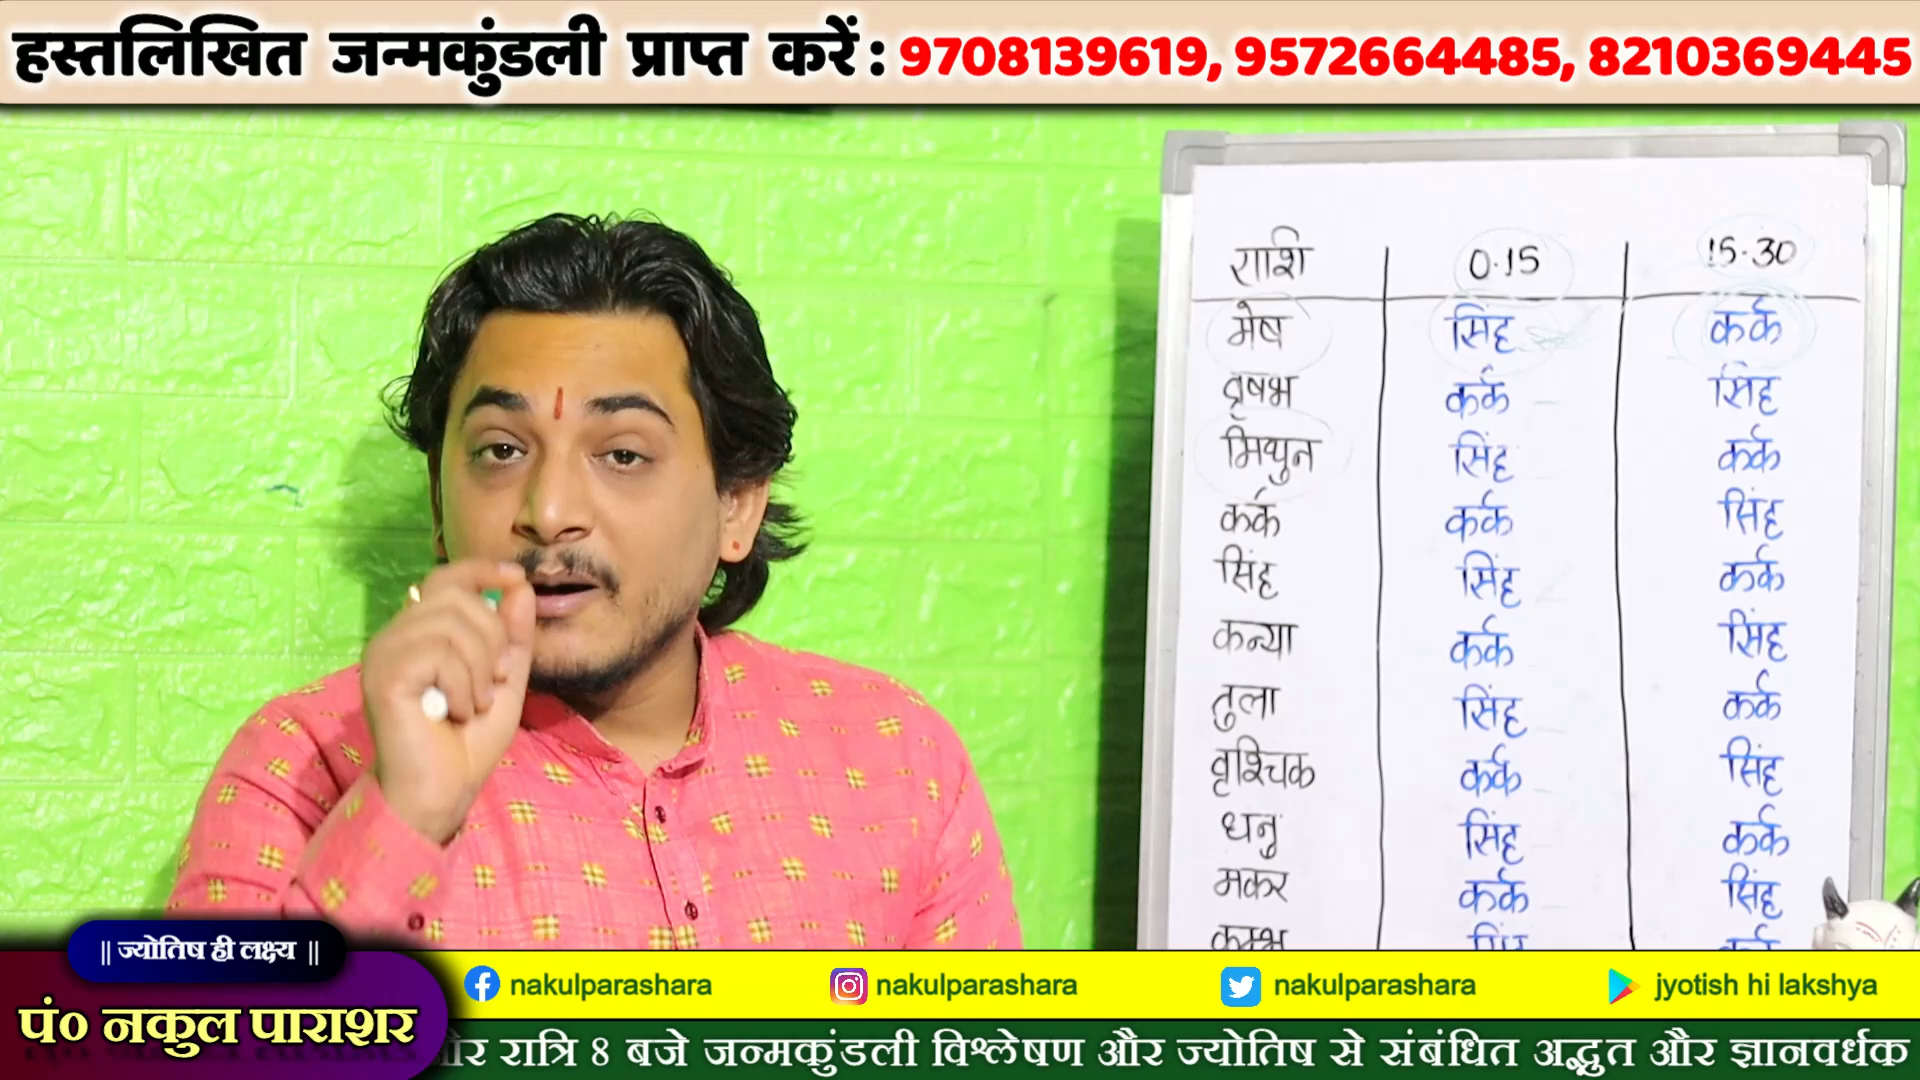 हस्तलिखित जन्मकुंडली प्राप्त करें : 9708139619, 9572664485, 8210369445
राशि 0·15 15·30
मेष सिंह कर्क
वृषभ कर्क सिंह
मिथुन सिंह कर्क
कर्क कर्क सिंह
सिंह सिंह कर्क
कन्या कर्क सिंह
तुला सिंह कर्क
वृश्चिक कर्क सिंह
धनु सिंह कर्क
मकर कर्क सिंह
कुम्भ सिंह कर्क
|| ज्योतिष ही लक्ष्य ||
nakulparashara nakulparashara nakulparashara jyotish hi lakshya
पं० नकुल पाराशर
और रात्रि 8 बजे जन्मकुंडली विश्लेषण और ज्योतिष से संबंधित अद्भुत और ज्ञानवर्धक